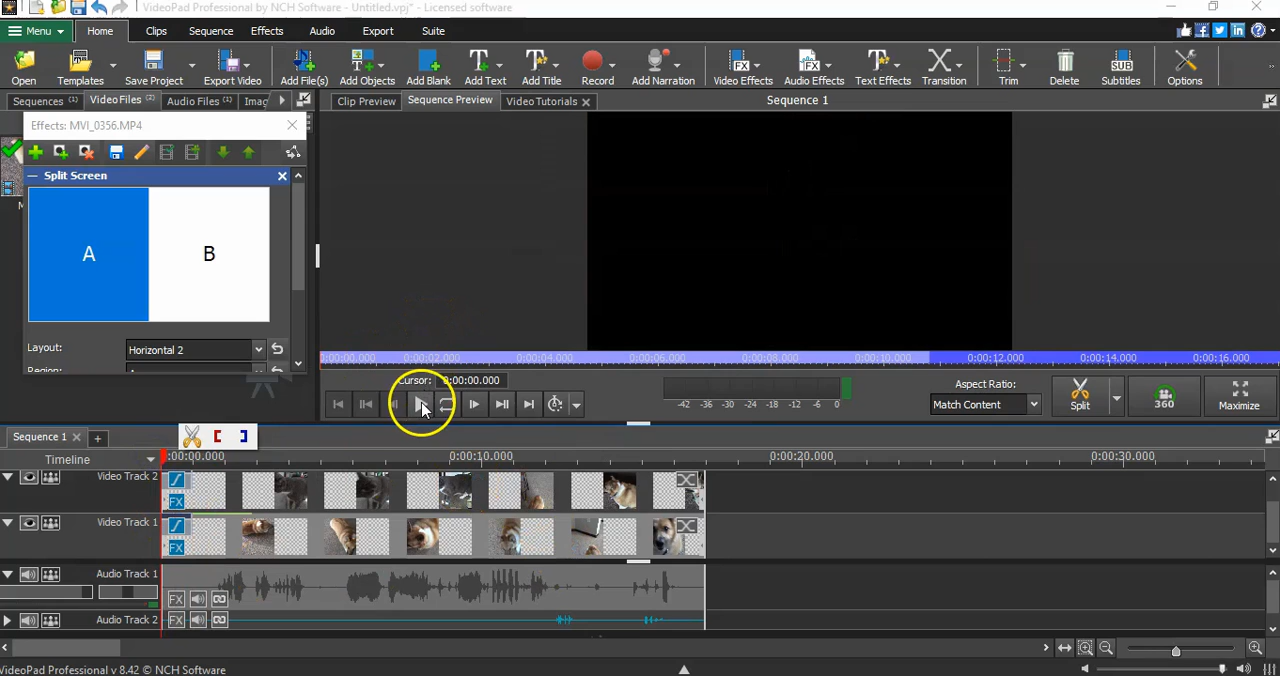 VideoPad Professional by NCH Software - Untitled.vpj* - Licensed software
Menu Home Clips Sequence Effects Audio Export Suite
Open Templates Save Project Export Video Add File(s) Add Objects Add Blank Add Text Add Title Record Add Narration Video Effects Audio Effects Text Effects Transition Trim Delete Subtitles Options
Sequences (1) Video Files (2) Audio Files (1) Imag Clip Preview Sequence Preview Video Tutorials Sequence 1
Effects: MVI_0356.MP4
Split Screen
A B
Layout: Horizontal 2
0:00:00.000 0:00:02.000 0:00:04.000 0:00:06.000 0:00:08.000 0:00:10.000 0:00:12.000 0:00:14.000 0:00:16.000
Cursor: 0:00:00.000
-42 -36 -30 -24 -18 -12 -6 0
Aspect Ratio:
Match Content
Split 360 Maximize
Sequence 1
Timeline 0:00:00.000 0:00:10.000 0:00:20.000 0:00:30.000
Video Track 2
FX
Video Track 1
FX
Audio Track 1
FX
Audio Track 2 FX
VideoPad Professional v 8.42 © NCH Software